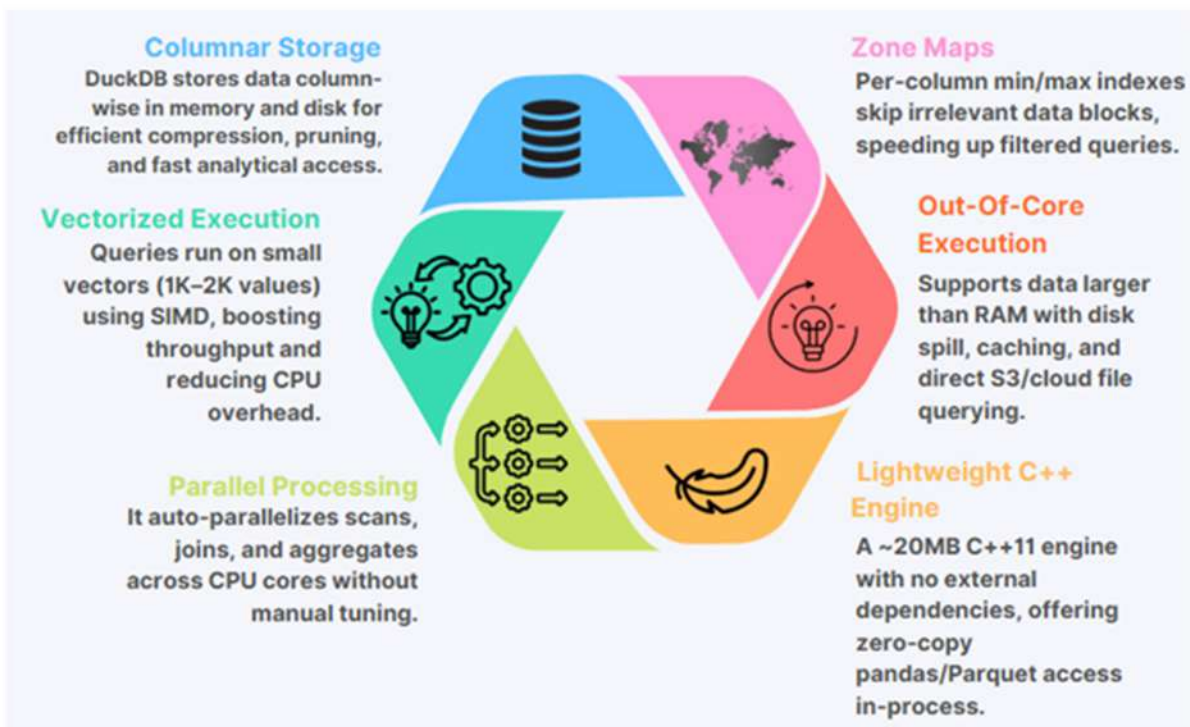 Columnar Storage
DuckDB stores data column-
wise in memory and disk for
efficient compression, pruning,
and fast analytical access.
Vectorized Execution
Queries run on small
vectors (1K–2K values)
using SIMD, boosting
throughput and
reducing CPU
overhead.
Parallel Processing
It auto-parallelizes scans,
joins, and aggregates
across CPU cores without
manual tuning.
Zone Maps
Per-column min/max indexes
skip irrelevant data blocks,
speeding up filtered queries.
Out-Of-Core
Execution
Supports data larger
than RAM with disk
spill, caching, and
direct S3/cloud file
querying.
Lightweight C++
Engine
A ~20MB C++11 engine
with no external
dependencies, offering
zero-copy
pandas/Parquet access
in-process.